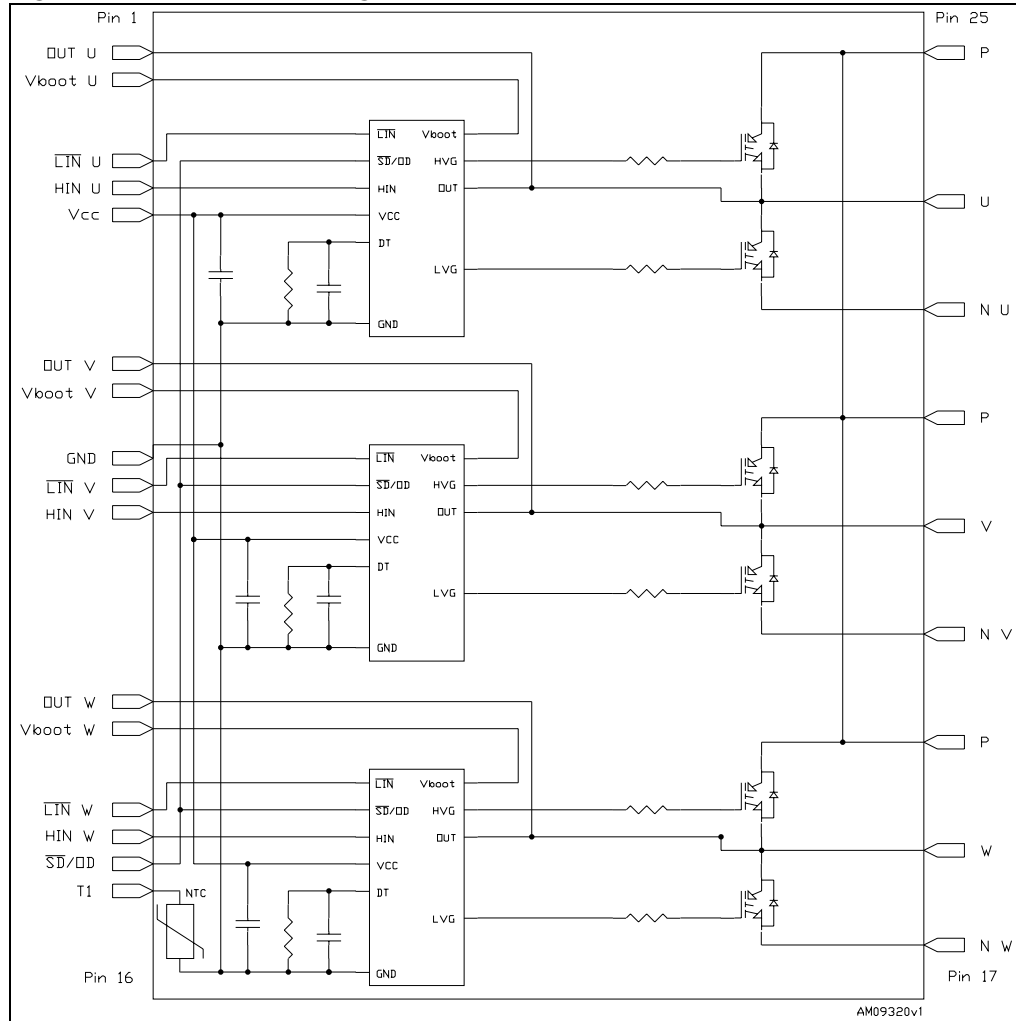 Pin 1
Pin 25
OUT U
P
Vboot U
LIN
Vboot
LIN U
SD/OD
HVG
HIN U
HIN
OUT
U
Vcc
VCC
DT
LVG
N U
GND
OUT V
Vboot V
P
GND
LIN
Vboot
LIN V
SD/OD
HVG
HIN V
HIN
OUT
V
VCC
DT
LVG
N V
GND
OUT W
Vboot W
P
LIN
Vboot
LIN W
SD/OD
HVG
HIN W
HIN
OUT
W
SD/OD
VCC
T1
NTC
DT
LVG
N W
GND
Pin 16
Pin 17
AM09320v1